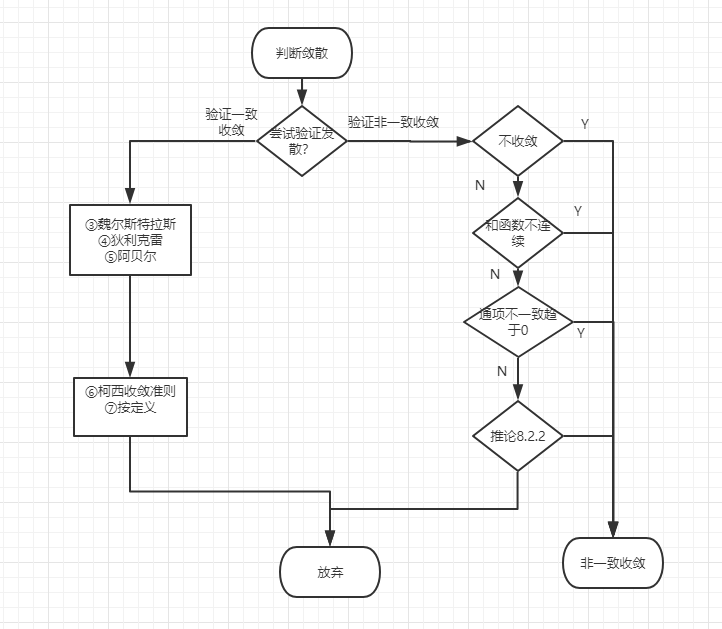 判断敛散
验证一致
收敛
尝试验证发
散？
验证非一致收敛
不收敛
Y
N
③魏尔斯特拉斯
④狄利克雷
⑤阿贝尔
和函数不连
续
Y
N
通项不一致趋
于0
Y
N
⑥柯西收敛准则
⑦按定义
推论8.2.2
放弃
非一致收敛